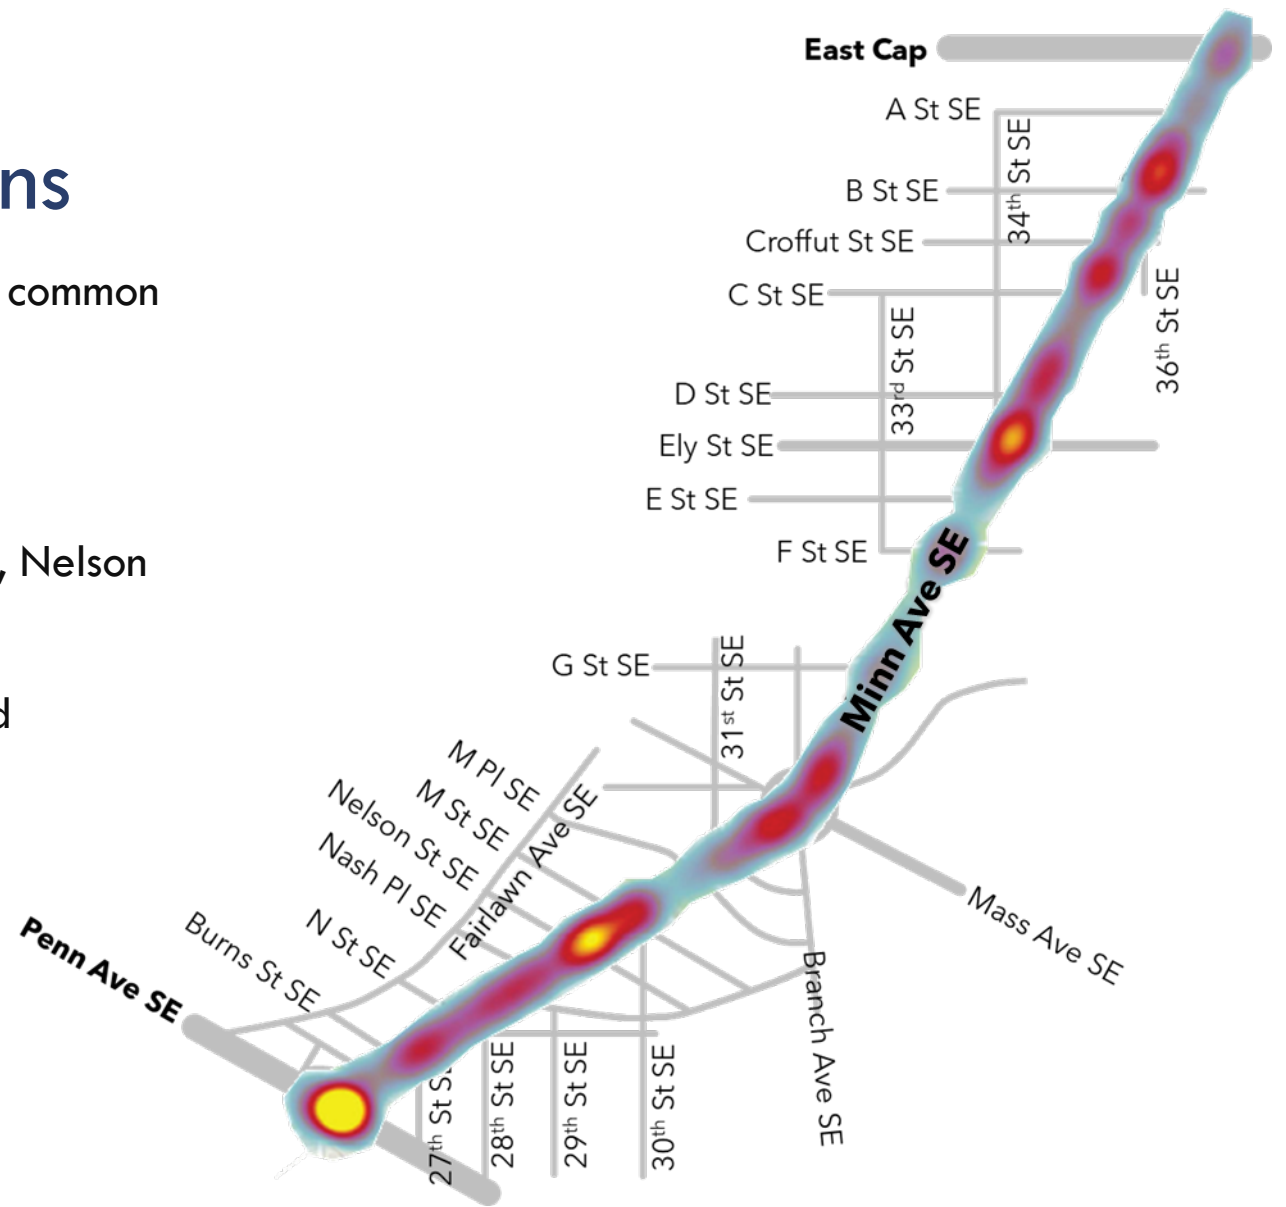 ns
common
, Nelson
d
East Cap
A St SE
34th St SE
B St SE
Croffut St SE
36th St SE
C St SE
33rd St SE
D St SE
Ely St SE
E St SE
F St SE
Minn Ave SE
G St SE
31st St SE
M Pl SE
M St SE
Fairlawn Ave SE
Nelson St SE
Nash Pl SE
N St SE
Burns St SE
Penn Ave SE
Mass Ave SE
Branch Ave SE
27th St SE
28th St SE
29th St SE
30th St SE